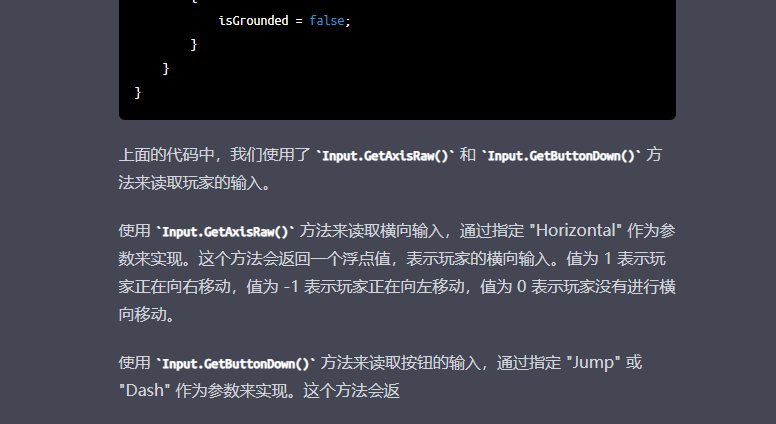 {
isGrounded = false;
}
}
}
上面的代码中，我们使用了 `Input.GetAxisRaw()` 和 `Input.GetButtonDown()` 方
法来读取玩家的输入。
使用 `Input.GetAxisRaw()` 方法来读取横向输入，通过指定 "Horizontal" 作为参
数来实现。这个方法会返回一个浮点值，表示玩家的横向输入。值为 1 表示玩
家正在向右移动，值为 -1 表示玩家正在向左移动，值为 0 表示玩家没有进行横
向移动。
使用 `Input.GetButtonDown()` 方法来读取按钮的输入，通过指定 "Jump" 或
"Dash" 作为参数来实现。这个方法会返